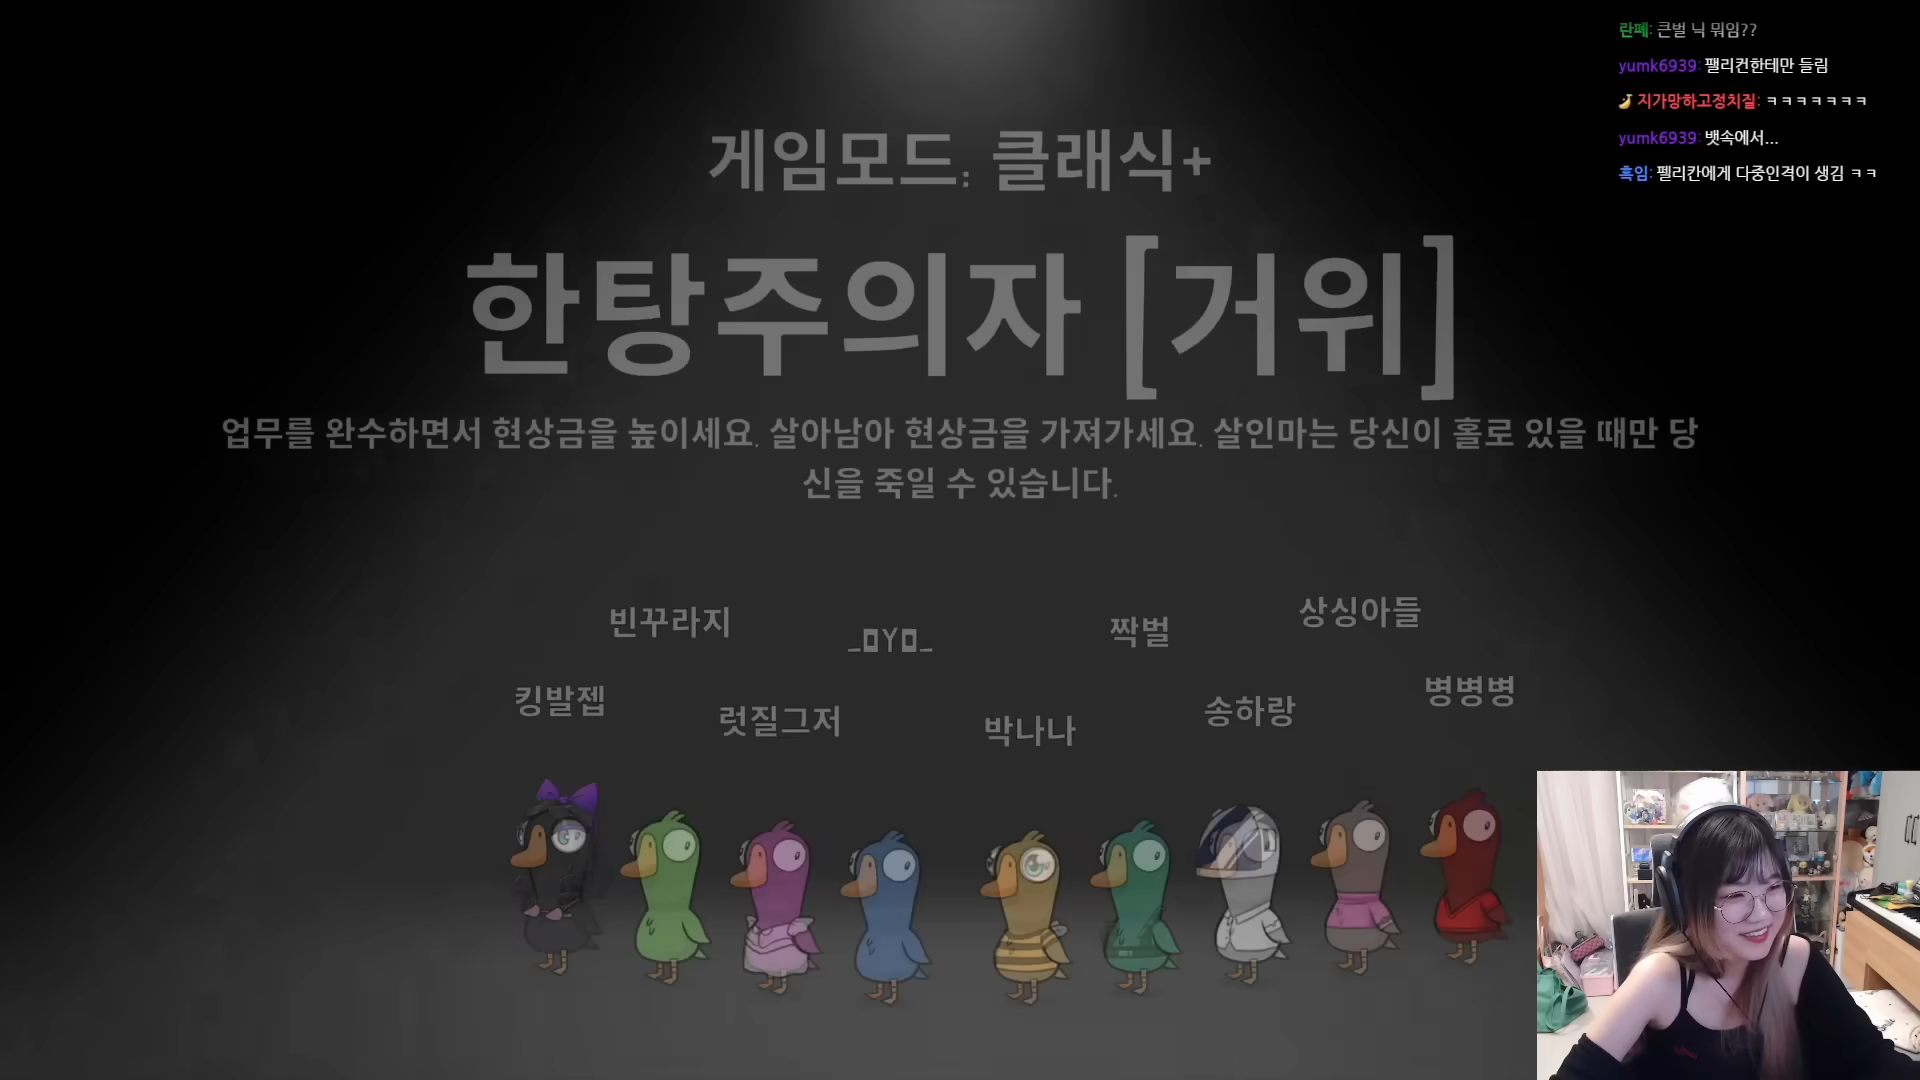 란폐: 큰벌 닉 뭐임??
yumk6939: 팰리컨한테만 들림
지가망하고정치질: ㅋㅋㅋㅋㅋㅋㅋ
yumk6939: 뱃속에서...
흑임: 펠리칸에게 다중인격이 생김 ㅋㅋ
게임모드: 클래식+
한탕주의자 [거위]
업무를 완수하면서 현상금을 높이세요. 살아남아 현상금을 가져가세요. 살인마는 당신이 홀로 있을 때만 당
신을 죽일 수 있습니다.
빈꾸라지
_ㅁYㅁ_
짝벌
상싱아들
킹발젭
럿질그저
박나나
송하랑
병병병